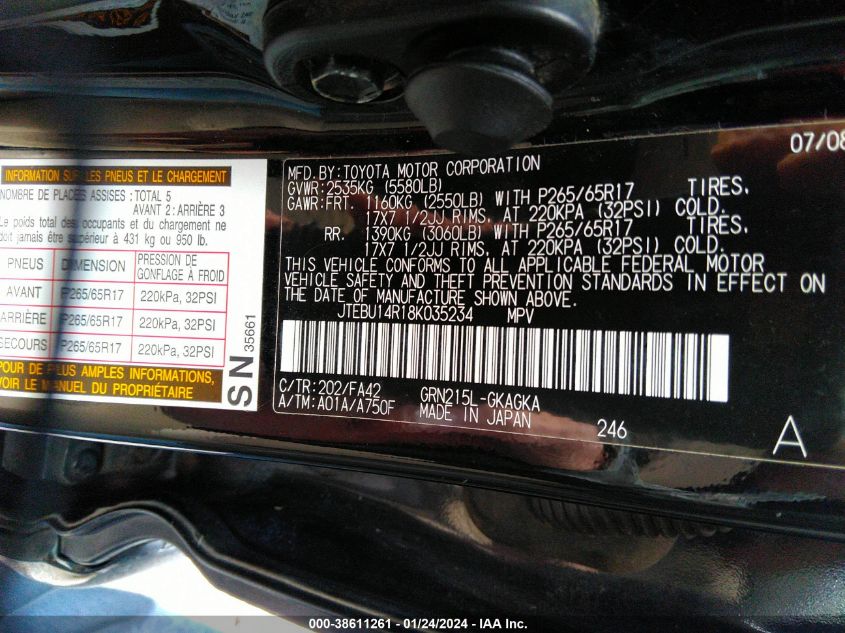 INFORMATION SUR LES PNEUS ET LE CHARGEMENT
NOMBRE DE PLACES ASSISES: TOTAL 5
AVANT 2: ARRIÈRE 3
Le poids total des occupants et du chargement ne
doit jamais être supérieur à 431 kg ou 950 lb.
PNEUS DIMENSION PRESSION DE GONFLAGE À FROID
AVANT P265/65R17 220kPa, 32PSI
ARRIÈRE P265/65R17 220kPa, 32PSI
SECOURS P265/65R17 220kPa, 32PSI
POUR DE PLUS AMPLES INFORMATIONS,
LE MANUEL DU PROPRIÉTAIRE
SN 35661
07/08
MFD. BY: TOYOTA MOTOR CORPORATION
GVWR: 2535KG (5580LB)
GAWR: FRT. 1160KG (2550LB) WITH P265/65R17 TIRES,
17X7 1/2JJ RIMS, AT 220KPA (32PSI) COLD.
RR. 1390KG (3060LB) WITH P265/65R17 TIRES,
17X7 1/2JJ RIMS, AT 220KPA (32PSI) COLD.
THIS VEHICLE CONFORMS TO ALL APPLICABLE FEDERAL MOTOR
VEHICLE SAFETY AND THEFT PREVENTION STANDARDS IN EFFECT ON
THE DATE OF MANUFACTURE SHOWN ABOVE.
JTEBU14R18K035234 MPV
C/TR: 202/FA42 GRN215L-GKAGKA
A/TM: A01A/A750F MADE IN JAPAN
246
A
000-38611261 - 01/24/2024 - IAA Inc.